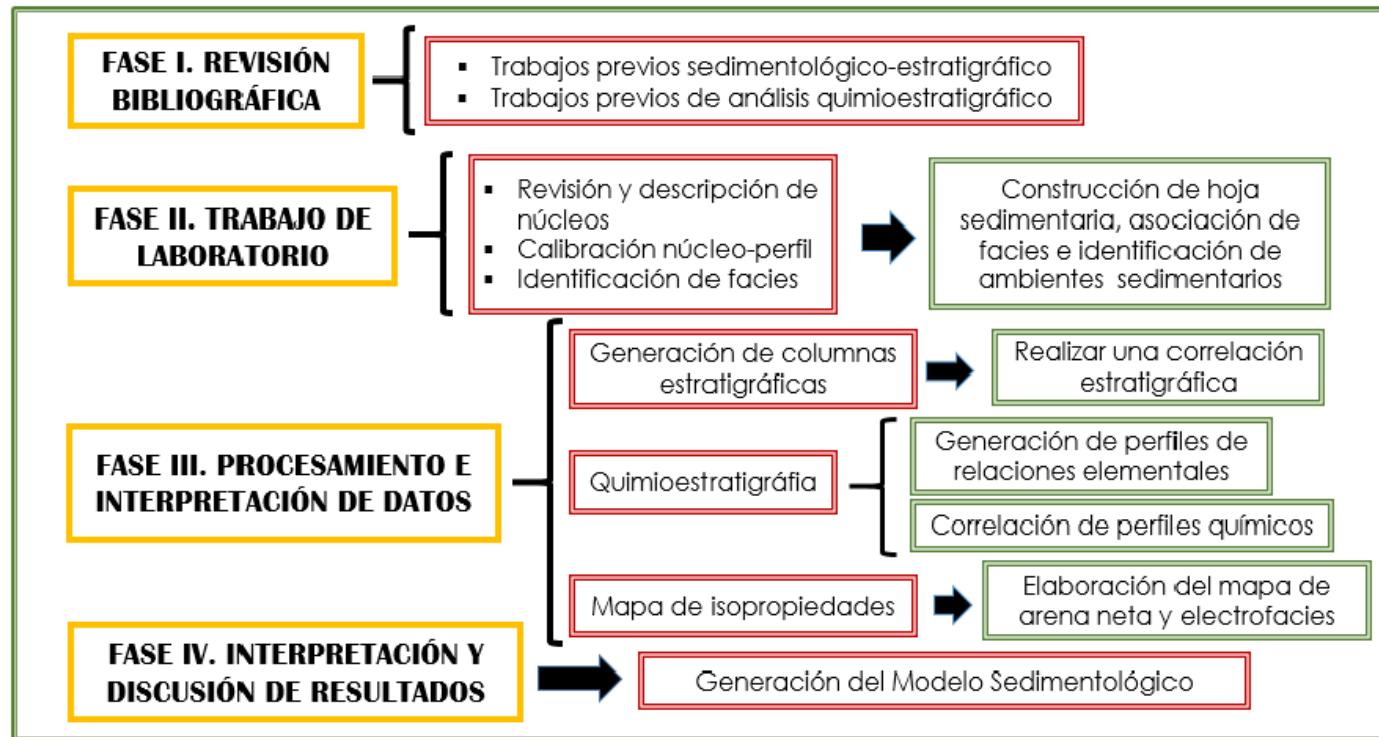 FASE I. REVISIÓN
BIBLIOGRÁFICA
▪ Trabajos previos sedimentológico-estratigráfico
▪ Trabajos previos de análisis quimioestratigráfico
FASE II. TRABAJO DE
LABORATORIO
▪ Revisión y descripción de
núcleos
▪ Calibración núcleo-perfil
▪ Identificación de facies
Construcción de hoja
sedimentaria, asociación de
facies e identificación de
ambientes sedimentarios
FASE III. PROCESAMIENTO E
INTERPRETACIÓN DE DATOS
Generación de columnas
estratigráficas
Realizar una correlación
estratigráfica
Quimioestratigráfia
Generación de perfiles de
relaciones elementales
Correlación de perfiles químicos
Mapa de isopropiedades
Elaboración del mapa de
arena neta y electrofacies
FASE IV. INTERPRETACIÓN Y
DISCUSIÓN DE RESULTADOS
Generación del Modelo Sedimentológico